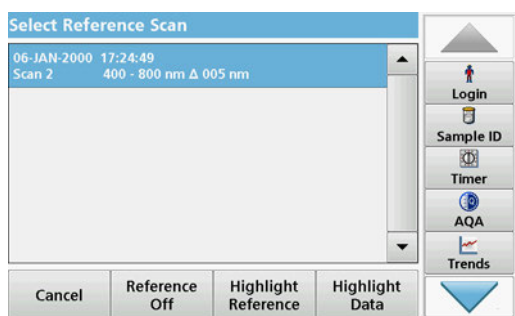 Select Reference Scan
06-JAN-2000 17:24:49
Scan 2 400 - 800 nm Δ 005 nm
Login
Sample ID
Timer
AQA
Trends
Cancel
Reference
Off
Highlight
Reference
Highlight
Data